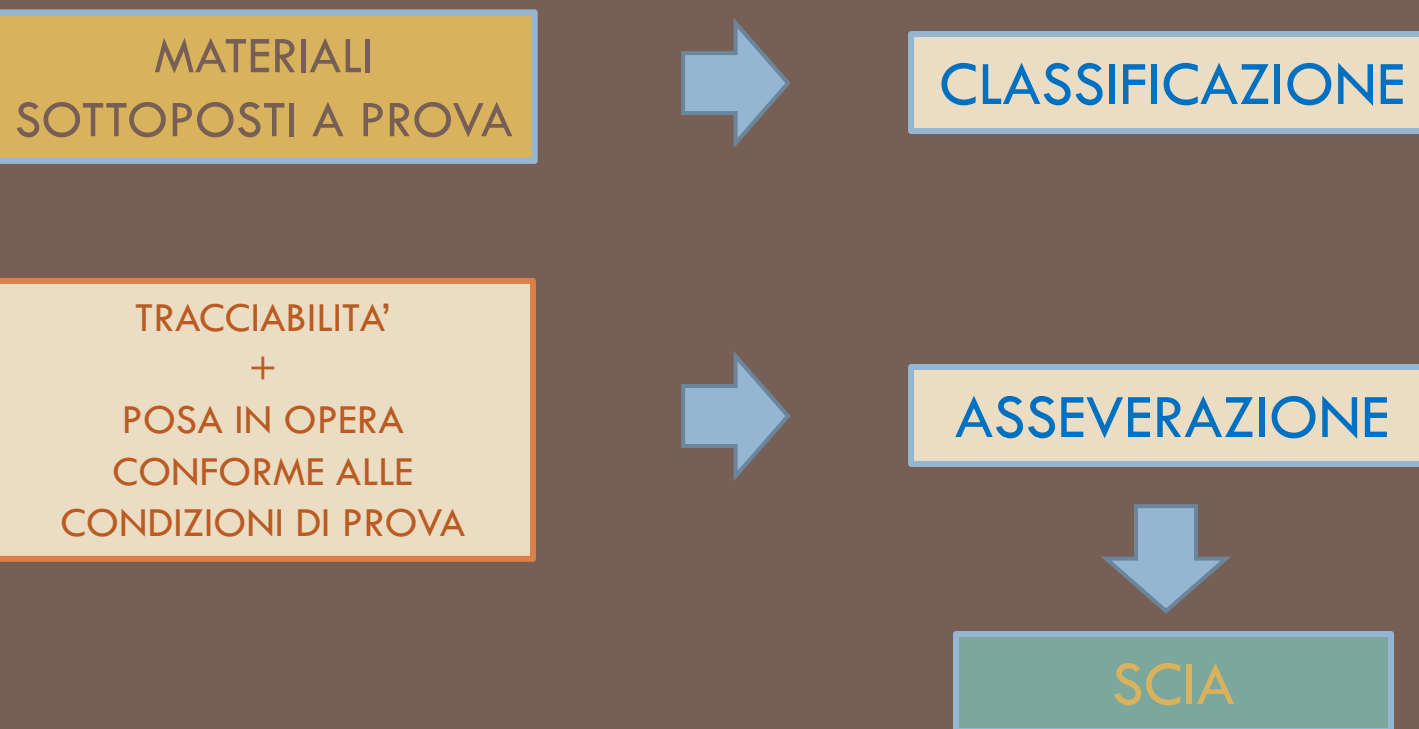 MATERIALI
SOTTOPOSTI A PROVA
CLASSIFICAZIONE
TRACCIABILITA’
+
POSA IN OPERA
CONFORME ALLE
CONDIZIONI DI PROVA
ASSEVERAZIONE
SCIA